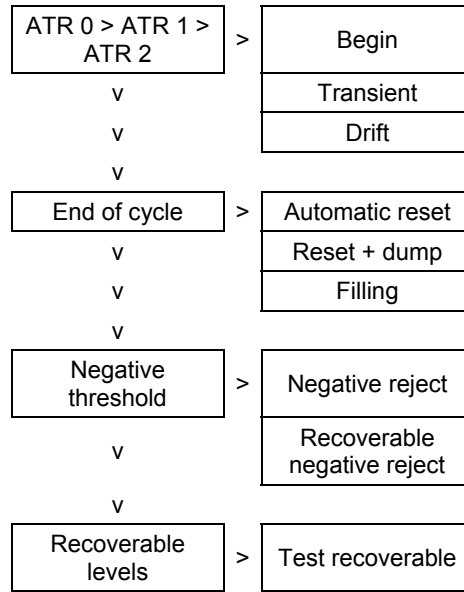 ATR 0 > ATR 1 >
ATR 2
>
Begin
v
Transient
v
Drift
v
End of cycle
>
Automatic reset
v
Reset + dump
v
Filling
v
Negative
threshold
>
Negative reject
v
Recoverable
negative reject
v
Recoverable
levels
>
Test recoverable